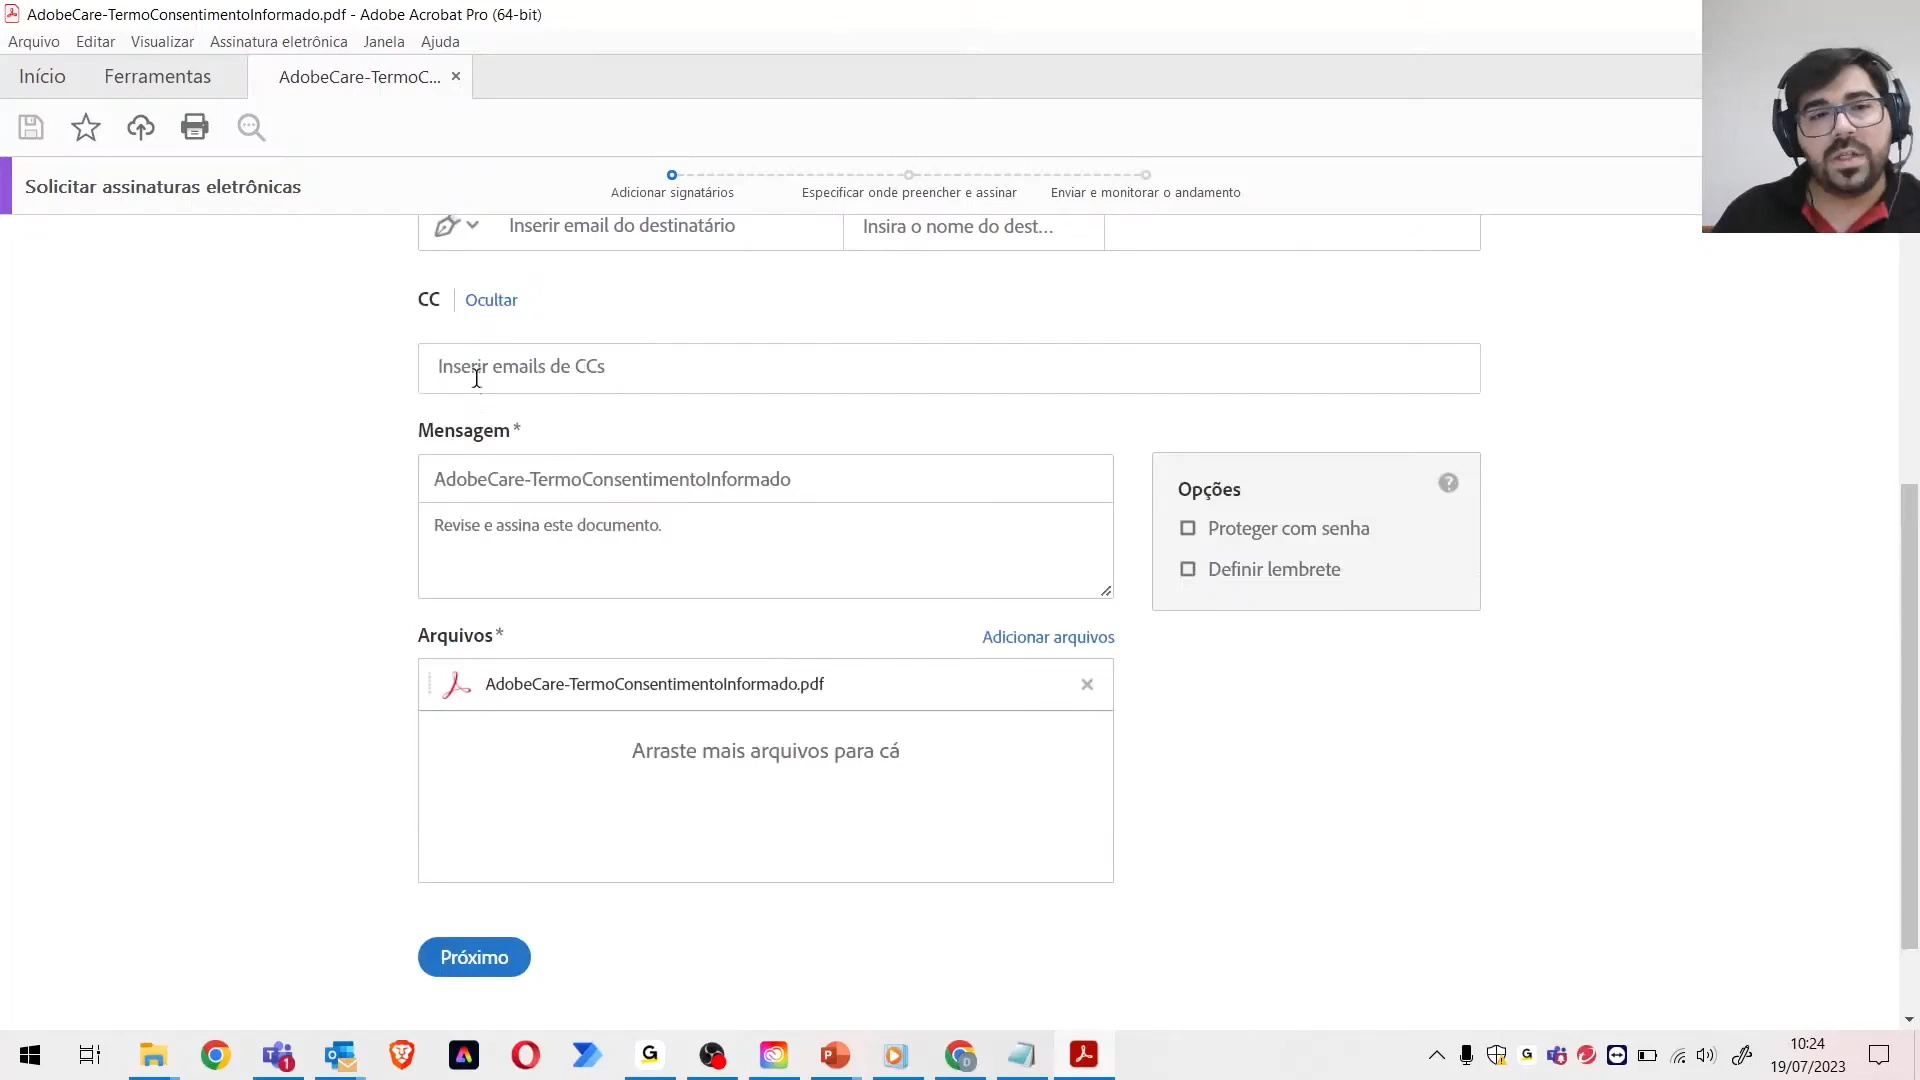 AdobeCare-TermoConsentimentoInformado.pdf - Adobe Acrobat Pro (64-bit)
Arquivo Editar Visualizar Assinatura eletrônica Janela Ajuda
Início Ferramentas AdobeCare-TermoC... ×
Solicitar assinaturas eletrônicas
Adicionar signatários Especificar onde preencher e assinar Enviar e monitorar o andamento
Inserir email do destinatário Insira o nome do dest...
CC Ocultar
Inserir emails de CCs
Mensagem*
AdobeCare-TermoConsentimentoInformado
Revise e assina este documento.
Opções ?
Proteger com senha
Definir lembrete
Arquivos* Adicionar arquivos
AdobeCare-TermoConsentimentoInformado.pdf ×
Arraste mais arquivos para cá
Próximo
10:24
19/07/2023